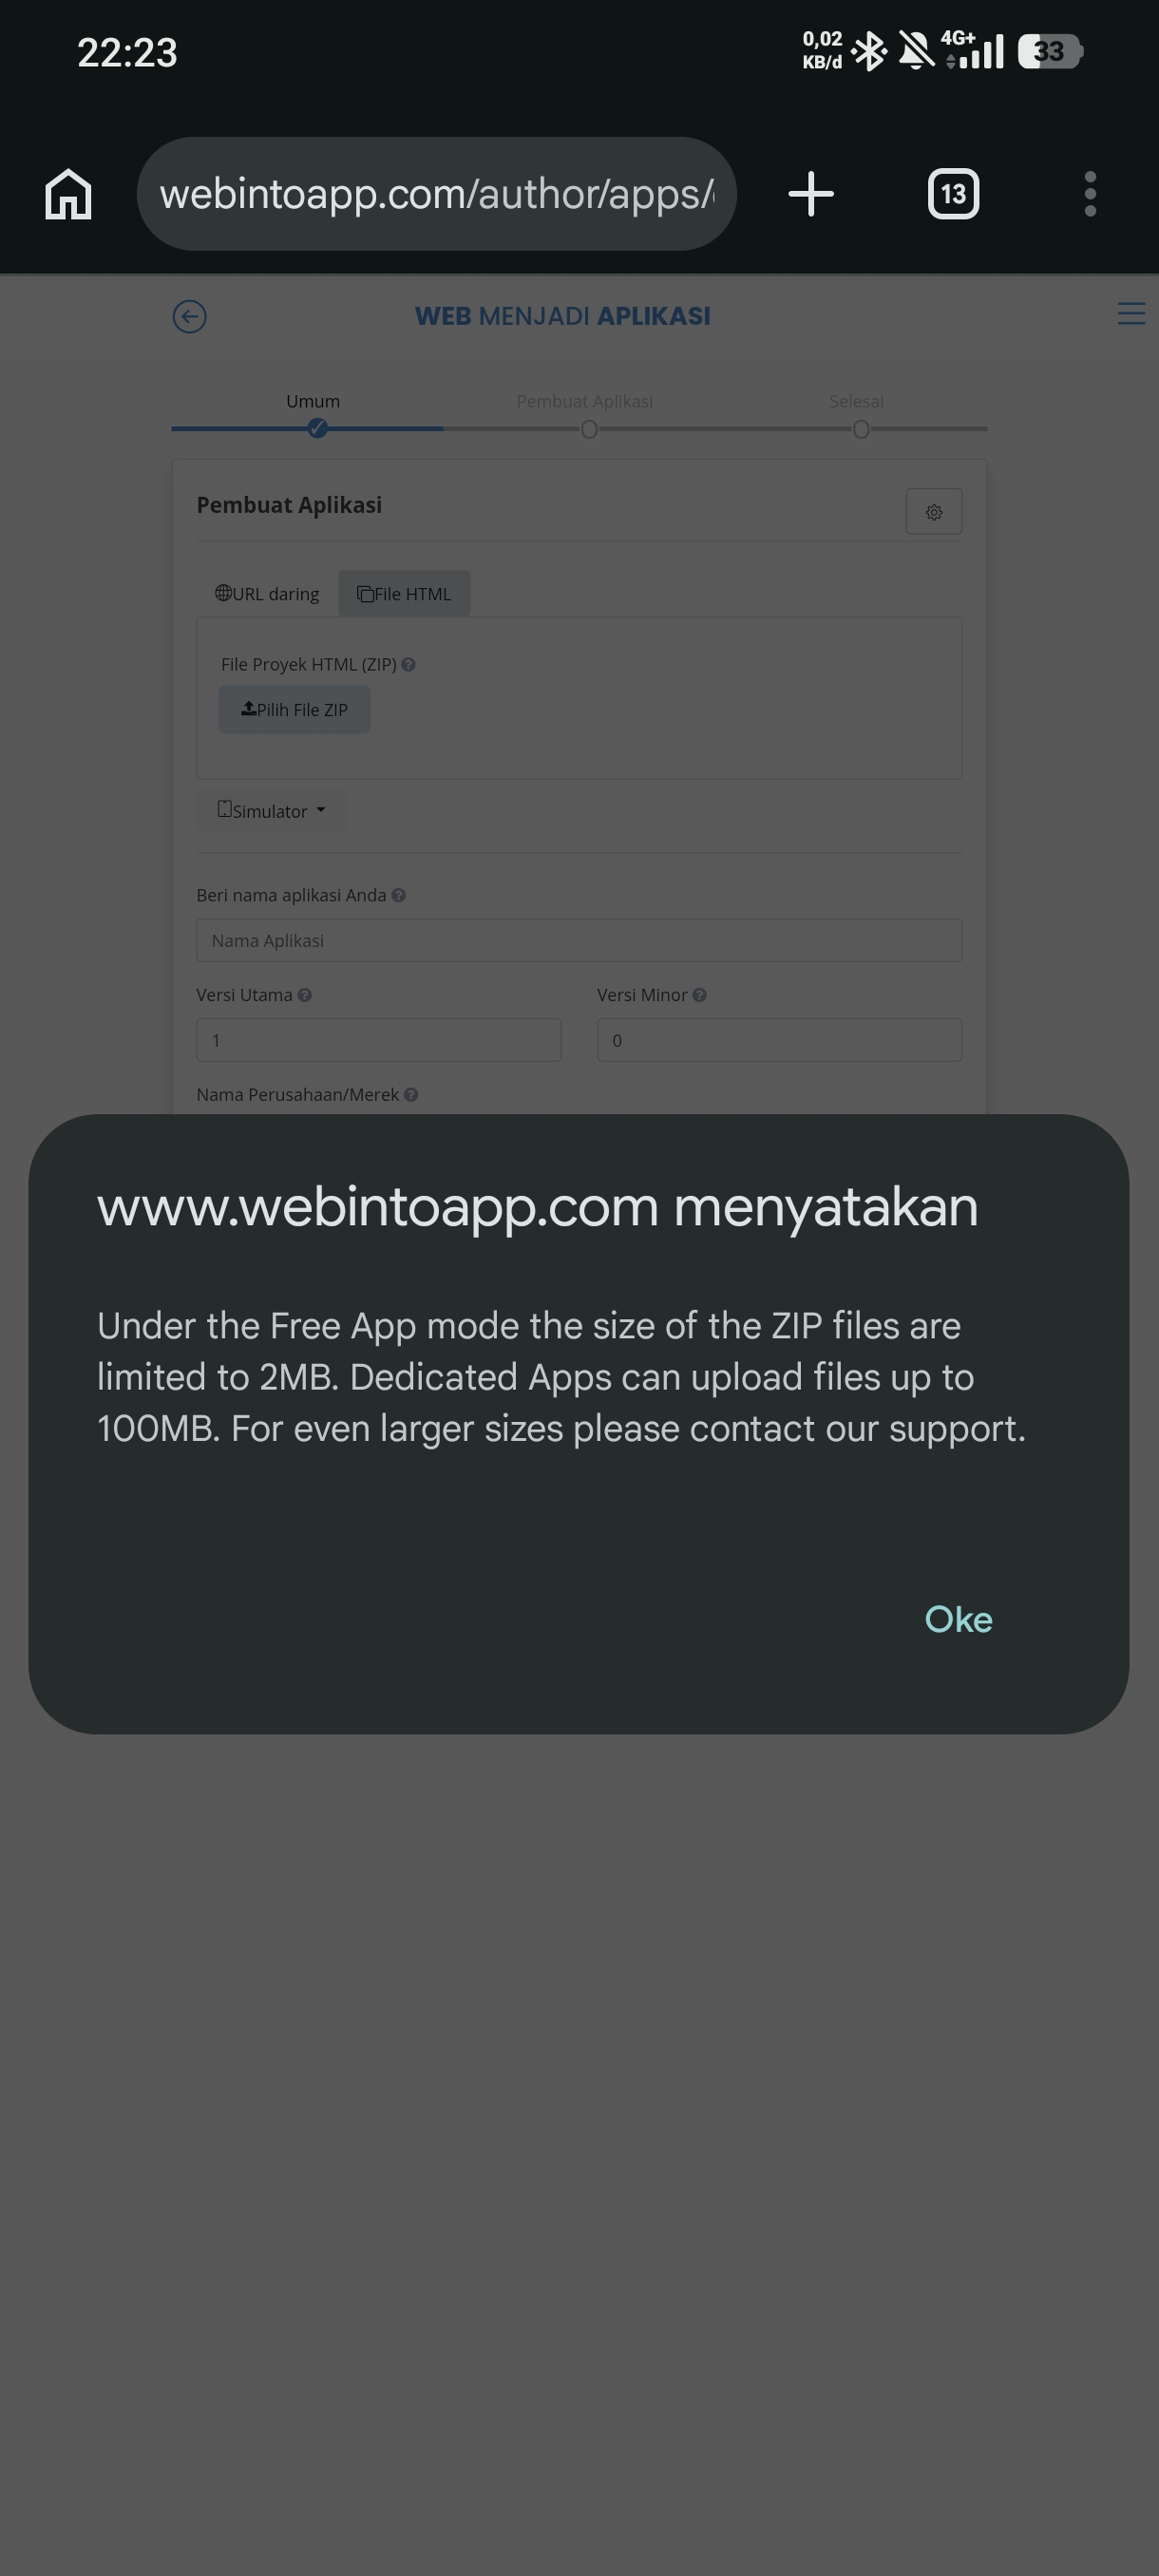 22:23
0,02
KB/d
4G+
33
webintoapp.com/author/apps/
13
WEB MENJADI APLIKASI
Umum
Pembuat Aplikasi
Selesai
Pembuat Aplikasi
URL daring
File HTML
File Proyek HTML (ZIP)
Pilih File ZIP
Simulator
Beri nama aplikasi Anda
Nama Aplikasi
Versi Utama
Versi Minor
1
0
Nama Perusahaan/Merek
www.webintoapp.com menyatakan
Under the Free App mode the size of the ZIP files are
limited to 2MB. Dedicated Apps can upload files up to
100MB. For even larger sizes please contact our support.
Oke